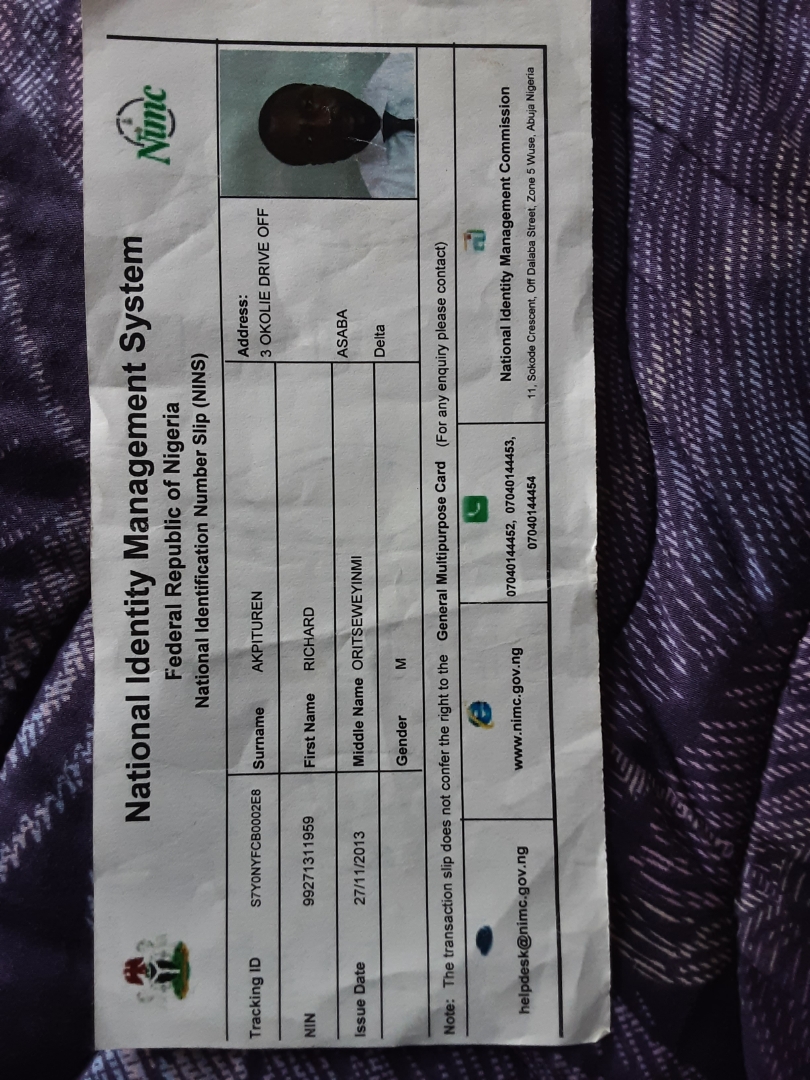 Nimc
National Identity Management System
Federal Republic of Nigeria
National Identification Number Slip (NINS)
Tracking ID S7Y0NYFCB0002E8 Surname AKPITUREN Address:
3 OKOLIE DRIVE OFF
NIN 99271311959 First Name RICHARD
Issue Date 27/11/2013 Middle Name ORITSEWEYINMI ASABA
Gender M Delta
Note: The transaction slip does not confer the right to the General Multipurpose Card (For any enquiry please contact)
helpdesk@nimc.gov.ng
www.nimc.gov.ng
07040144452, 07040144453,
07040144454
National Identity Management Commission
11, Sokode Crescent, Off Dalaba Street, Zone 5 Wuse, Abuja Nigeria